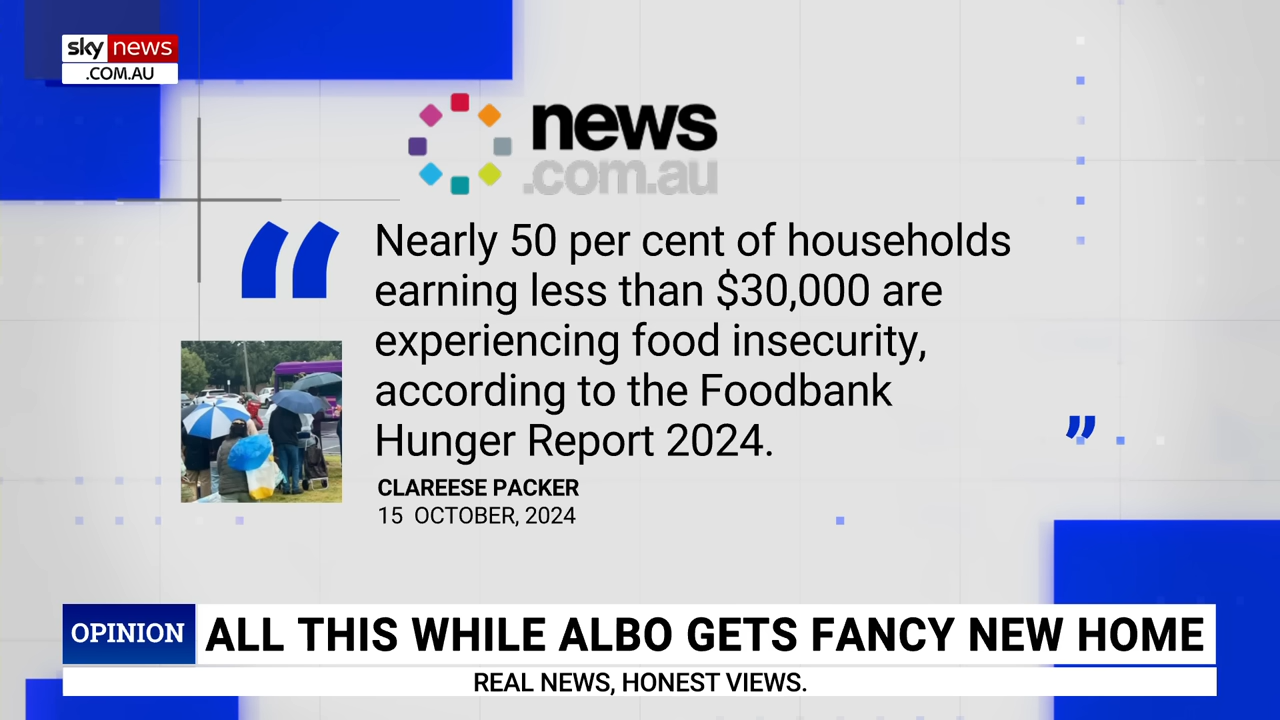 sky news
.COM.AU
news
.com.au
“
Nearly 50 per cent of households
earning less than $30,000 are
experiencing food insecurity,
according to the Foodbank
Hunger Report 2024.
”
CLAREESE PACKER
15 OCTOBER, 2024
OPINION ALL THIS WHILE ALBO GETS FANCY NEW HOME
REAL NEWS, HONEST VIEWS.